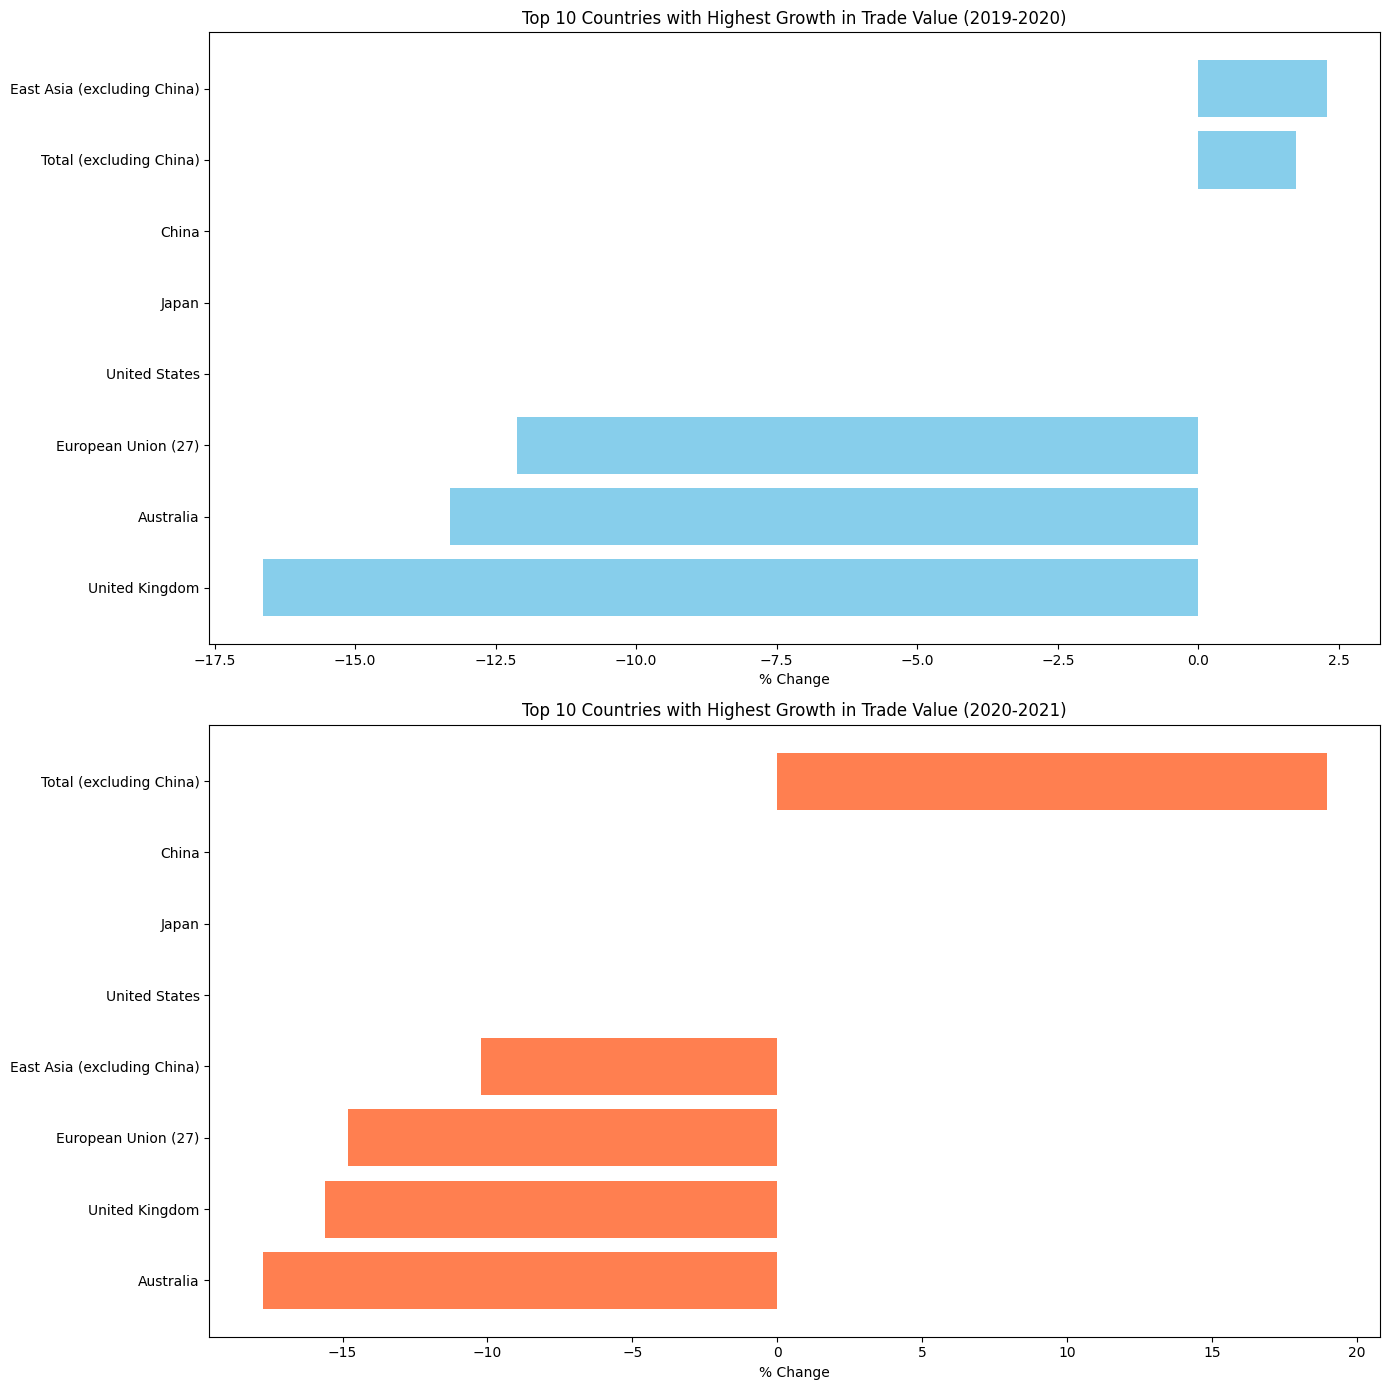 Top 10 Countries with Highest Growth in Trade Value (2019-2020)
East Asia (excluding China)
Total (excluding China)
China
Japan
United States
European Union (27)
Australia
United Kingdom
−17.5 −15.0 −12.5 −10.0 −7.5 −5.0 −2.5 0.0 2.5
% Change
Top 10 Countries with Highest Growth in Trade Value (2020-2021)
Total (excluding China)
China
Japan
United States
East Asia (excluding China)
European Union (27)
United Kingdom
Australia
−15 −10 −5 0 5 10 15 20
% Change